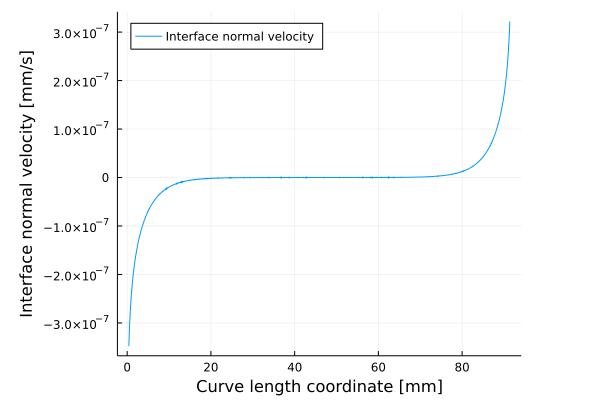 Interface normal velocity
Interface normal velocity [mm/s]
3.0×10⁻⁷
2.0×10⁻⁷
1.0×10⁻⁷
0
−1.0×10⁻⁷
−2.0×10⁻⁷
−3.0×10⁻⁷
0 20 40 60 80
Curve length coordinate [mm]